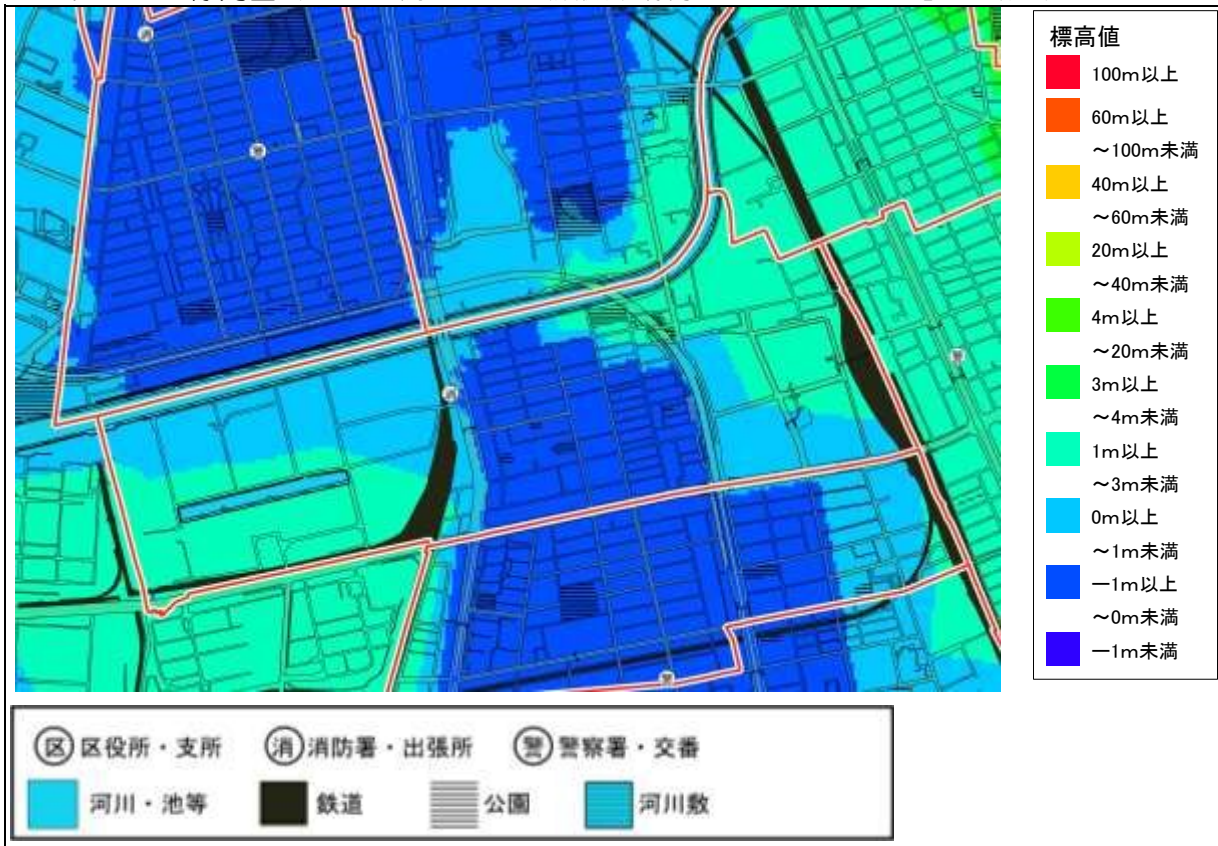 標高値
100m以上
60m以上
～100m未満
40m以上
～60m未満
20m以上
～40m未満
4m以上
～20m未満
3m以上
～4m未満
1m以上
～3m未満
0m以上
～1m未満
－1m以上
～0m未満
－1m未満
消
警
消
警
警
区 区役所・支所 消 消防署・出張所 警 警察署・交番
河川・池等 鉄道 公園 河川敷